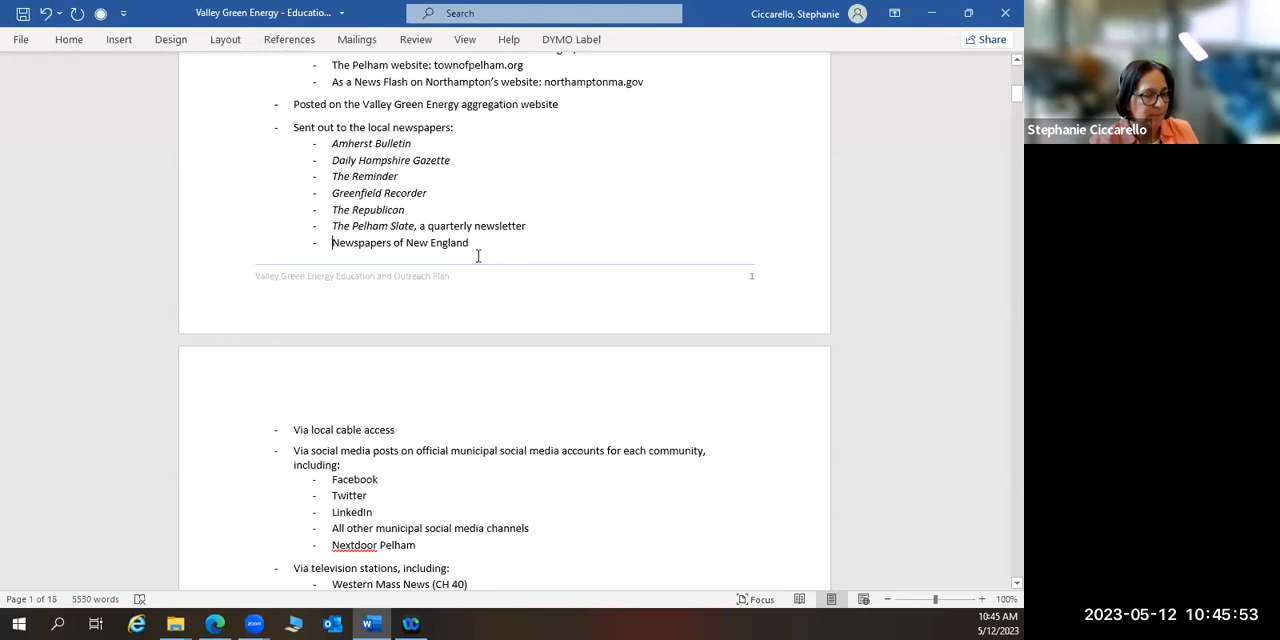 Valley Green Energy - Educatio...
Search
Ciccarello, Stephanie
File Home Insert Design Layout References Mailings Review View Help DYMO Label Share
- The Pelham website: townofpelham.org
- As a News Flash on Northampton's website: northamptonma.gov
- Posted on the Valley Green Energy aggregation website
- Sent out to the local newspapers:
- Amherst Bulletin
- Daily Hampshire Gazette
- The Reminder
- Greenfield Recorder
- The Republican
- The Pelham Slate, a quarterly newsletter
- Newspapers of New England
Valley Green Energy Education and Outreach Plan 1
- Via local cable access
- Via social media posts on official municipal social media accounts for each community,
including:
- Facebook
- Twitter
- LinkedIn
- All other municipal social media channels
- Nextdoor Pelham
- Via television stations, including:
- Western Mass News (CH 40)
Page 1 of 18 5530 words Focus 100%
zoom
10:45 AM
5/12/2023
Stephanie Ciccarello
2023-05-12 10:45:53